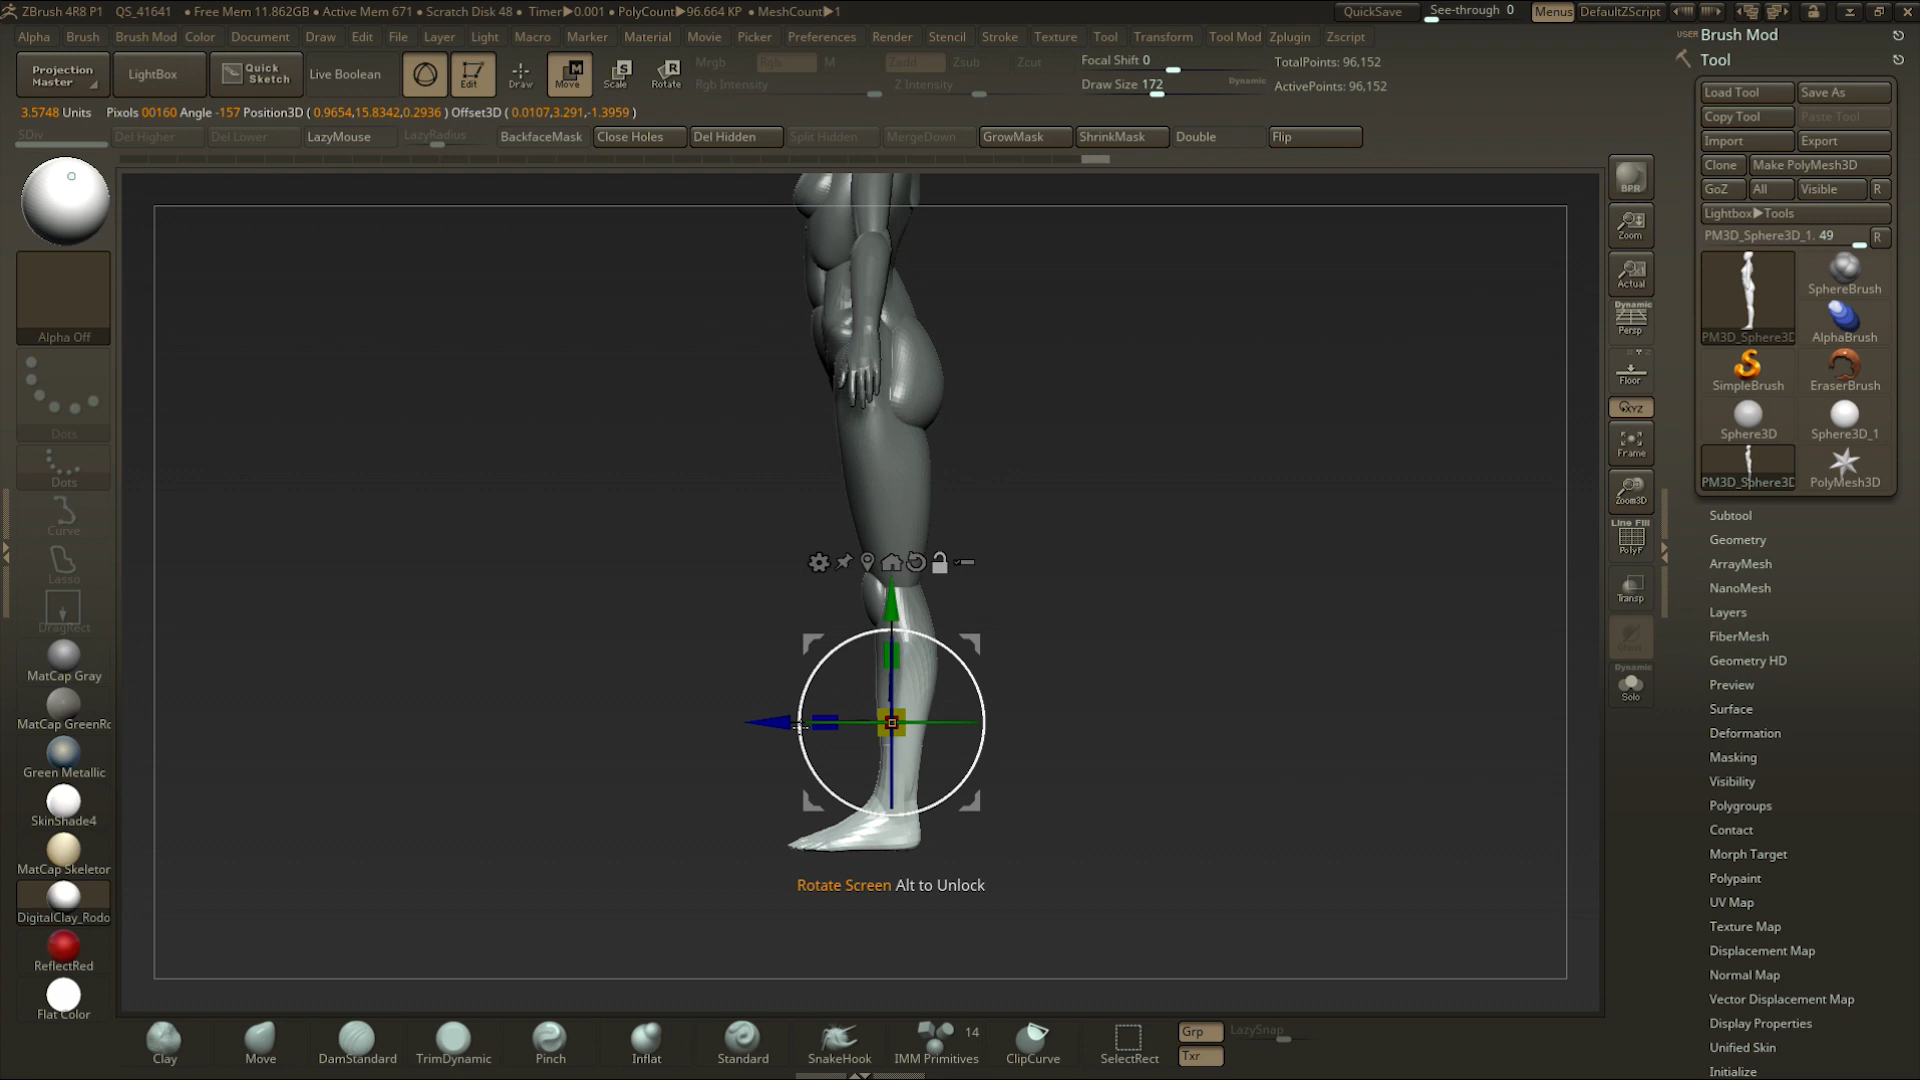 ZBrush 4R8 P1 QS_41641 • Free Mem 11.862GB • Active Mem 671 • Scratch Disk 48 • Timer▶0.001 • PolyCount▶96.664 KP • MeshCount▶1 QuickSave See-through 0 Menus DefaultZScript
Alpha Brush Brush Mod Color Document Draw Edit File Layer Light Macro Marker Material Movie Picker Preferences Render Stencil Stroke Texture Tool Transform Tool Mod Zplugin Zscript
Projection Master
LightBox
Quick Sketch
Live Boolean
Edit
Draw
Move
Scale
Rotate
Mrgb Rgb M Zadd Zsub Zcut
Rgb Intensity Z Intensity
Focal Shift 0
Draw Size 172
Dynamic
TotalPoints: 96,152
ActivePoints: 96,152
3.5748 Units Pixols 00160 Angle -157 Position3D ( 0.9654,15.8342,0.2936 ) Offset3D ( 0.0107,3.291,-1.3959 )
SDiv Del Higher Del Lower LazyMouse LazyRadius BackfaceMask Close Holes Del Hidden Split Hidden MergeDown GrowMask ShrinkMask Double Flip
Alpha Off
Dots
Dots
Curve
Lasso
DragRect
MatCap Gray
MatCap GreenRo
Green Metallic
SkinShade4
MatCap Skeletor
DigitalClay_Rodo
ReflectRed
Flat Color
Rotate Screen Alt to Unlock
BPR
Zoom
Actual
Dynamic
Persp
Floor
XYZ
Frame
Zoom3D
Line Fill
PolyF
Transp
Ghost
Dynamic
Solo
USER Brush Mod
Tool
Load Tool Save As
Copy Tool Paste Tool
Import Export
Clone Make PolyMesh3D
GoZ All Visible R
Lightbox▶Tools
PM3D_Sphere3D_1. 49 R
PM3D_Sphere3D SphereBrush
AlphaBrush
SimpleBrush EraserBrush
Sphere3D Sphere3D_1
PM3D_Sphere3D PolyMesh3D
Subtool
Geometry
ArrayMesh
NanoMesh
Layers
FiberMesh
Geometry HD
Preview
Surface
Deformation
Masking
Visibility
Polygroups
Contact
Morph Target
Polypaint
UV Map
Texture Map
Displacement Map
Normal Map
Vector Displacement Map
Display Properties
Unified Skin
Initialize
Clay Move DamStandard TrimDynamic Pinch Inflat Standard SnakeHook IMM Primitives 14 ClipCurve SelectRect
Grp LazySnap
Txr